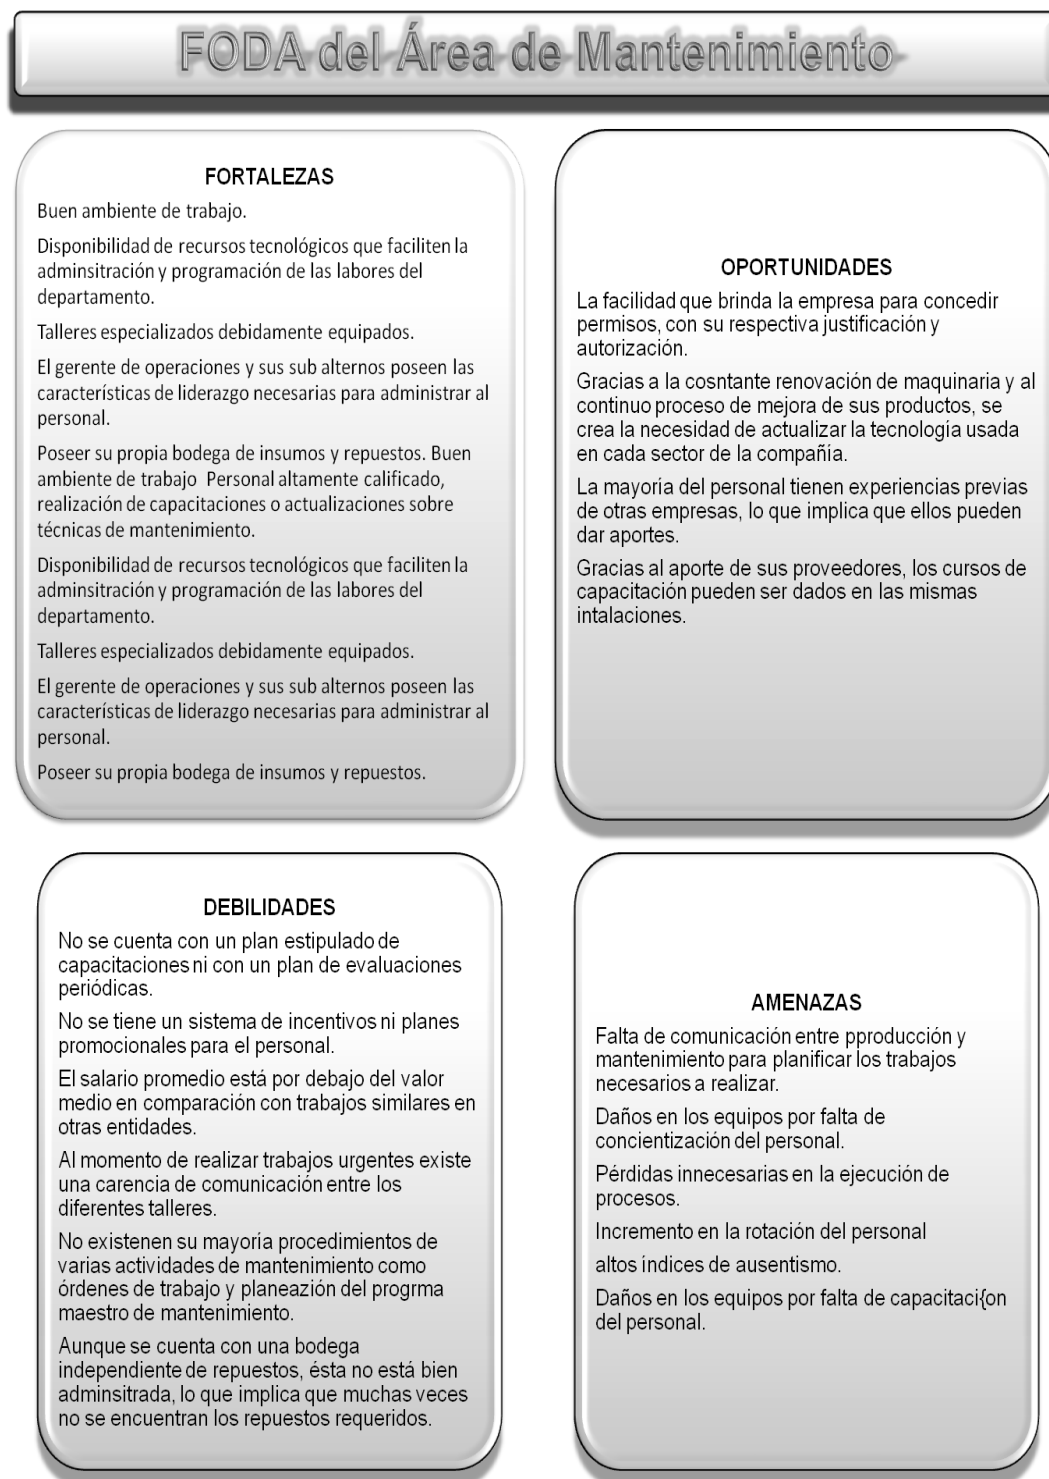 FODA del Área de Mantenimiento
FORTALEZAS
Buen ambiente de trabajo.
Disponibilidad de recursos tecnológicos que faciliten la
adminsitración y programación de las labores del
departamento.
Talleres especializados debidamente equipados.
El gerente de operaciones y sus sub alternos poseen las
características de liderazgo necesarias para administrar al
personal.
Poseer su propia bodega de insumos y repuestos. Buen
ambiente de trabajo  Personal altamente calificado,
realización de capacitaciones o actualizaciones sobre
técnicas de mantenimiento.
Disponibilidad de recursos tecnológicos que faciliten la
adminsitración y programación de las labores del
departamento.
Talleres especializados debidamente equipados.
El gerente de operaciones y sus sub alternos poseen las
características de liderazgo necesarias para administrar al
personal.
Poseer su propia bodega de insumos y repuestos.
OPORTUNIDADES
La facilidad que brinda la empresa para concedir
permisos, con su respectiva justificación y
autorización.
Gracias a la cosntante renovación de maquinaria y al
continuo proceso de mejora de sus productos, se
crea la necesidad de actualizar la tecnología usada
en cada sector de la compañía.
La mayoría del personal tienen experiencias previas
de otras empresas, lo que implica que ellos pueden
dar aportes.
Gracias al aporte de sus proveedores, los cursos de
capacitación pueden ser dados en las mismas
intalaciones.
DEBILIDADES
No se cuenta con un plan estipulado de
capacitaciones ni con un plan de evaluaciones
periódicas.
No se tiene un sistema de incentivos ni planes
promocionales para el personal.
El salario promedio está por debajo del valor
medio en comparación con trabajos similares en
otras entidades.
Al momento de realizar trabajos urgentes existe
una carencia de comunicación entre los
diferentes talleres.
No existenen su mayoría procedimientos de
varias actividades de mantenimiento como
órdenes de trabajo y planeazión del progrma
maestro de mantenimiento.
Aunque se cuenta con una bodega
independiente de repuestos, ésta no está bien
adminsitrada, lo que implica que muchas veces
no se encuentran los repuestos requeridos.
AMENAZAS
Falta de comunicación entre pproducción y
mantenimiento para planificar los trabajos
necesarios a realizar.
Daños en los equipos por falta de
concientización del personal.
Pérdidas innecesarias en la ejecución de
procesos.
Incremento en la rotación del personal
altos índices de ausentismo.
Daños en los equipos por falta de capacitaci{on
del personal.